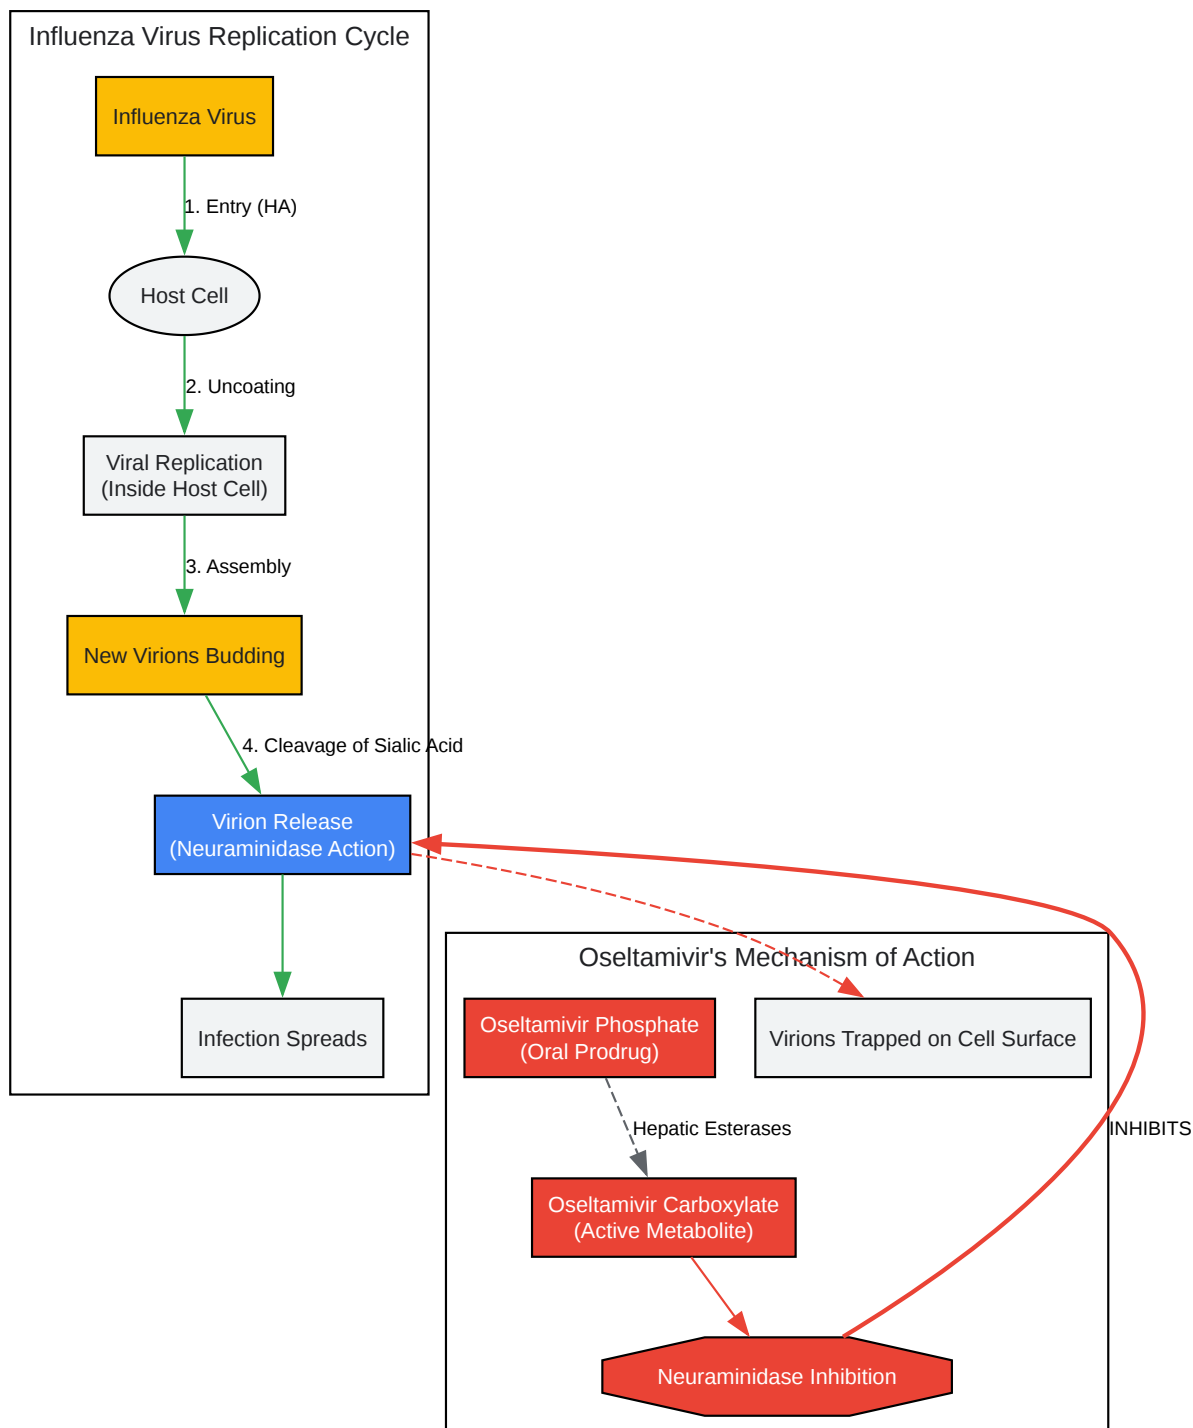 Influenza Virus Replication Cycle
Influenza Virus
1. Entry (HA)
Host Cell
2. Uncoating
Viral Replication
(Inside Host Cell)
3. Assembly
New Virions Budding
4. Cleavage of Sialic Acid
Virion Release
(Neuraminidase Action)
Infection Spreads
Oseltamivir's Mechanism of Action
Oseltamivir Phosphate
(Oral Prodrug)
Virions Trapped on Cell Surface
Hepatic Esterases
INHIBITS
Oseltamivir Carboxylate
(Active Metabolite)
Neuraminidase Inhibition